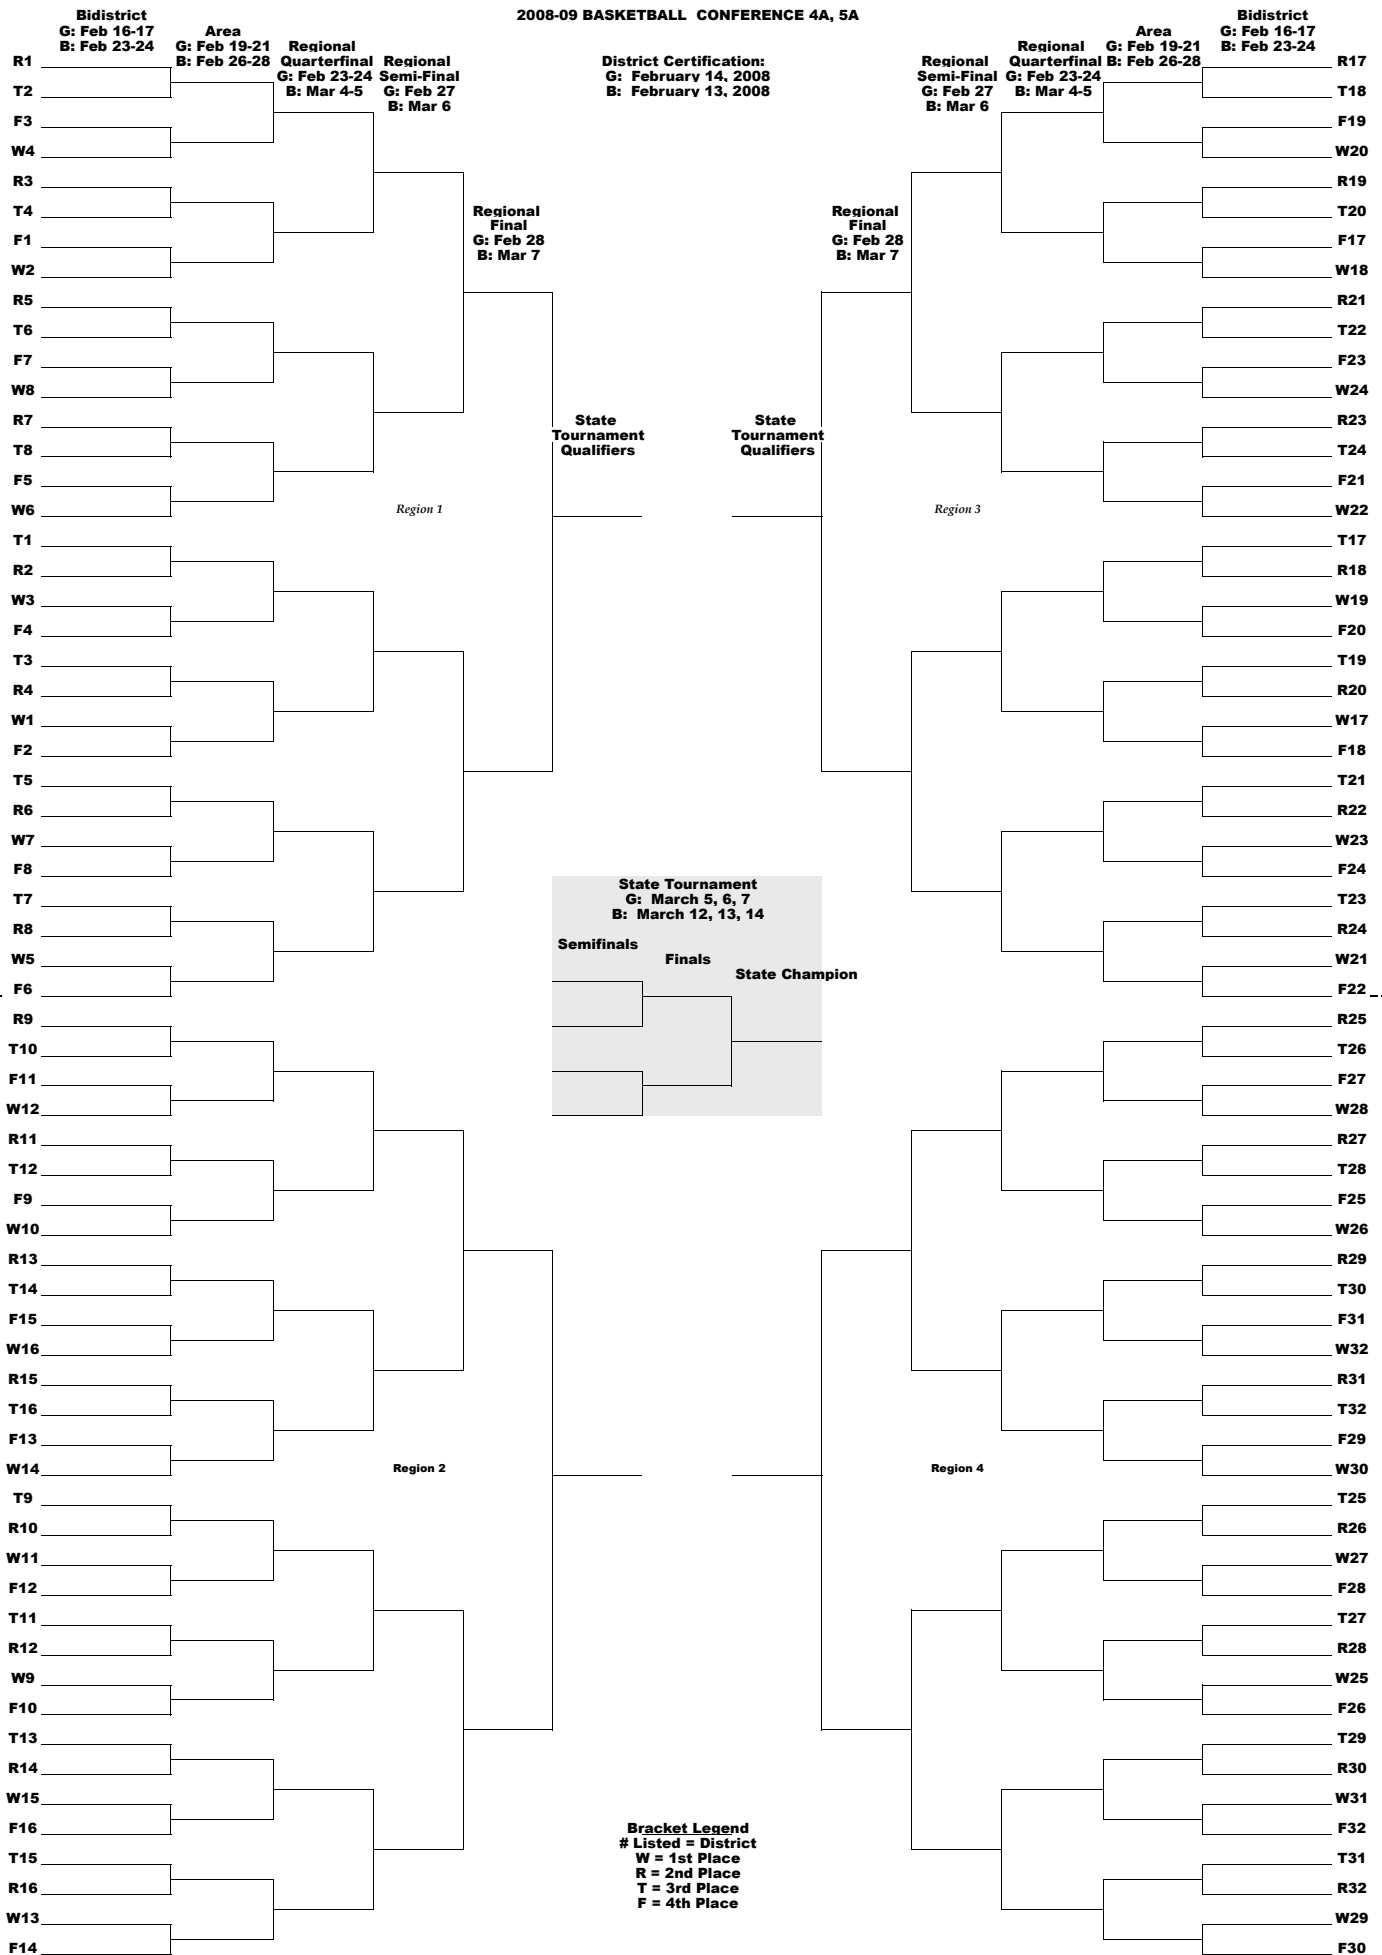 2008-09 BASKETBALL CONFERENCE 4A, 5A
Bidistrict
G: Feb 16-17
B: Feb 23-24
Area
G: Feb 19-21
B: Feb 26-28
Regional
Quarterfinal
G: Feb 23-24
B: Mar 4-5
Regional
Semi-Final
G: Feb 27
B: Mar 6
District Certification:
G: February 14, 2008
B: February 13, 2008
Regional
Semi-Final
G: Feb 27
B: Mar 6
Regional
Quarterfinal
G: Feb 23-24
B: Mar 4-5
Area
G: Feb 19-21
B: Feb 26-28
Bidistrict
G: Feb 16-17
B: Feb 23-24
Regional
Final
G: Feb 28
B: Mar 7
Regional
Final
G: Feb 28
B: Mar 7
State
Tournament
Qualifiers
State
Tournament
Qualifiers
R1
T2
F3
W4
R3
T4
F1
W2
R5
T6
F7
W8
R7
T8
F5
W6
Region 1
T1
R2
W3
F4
T3
R4
W1
F2
T5
R6
W7
F8
T7
R8
W5
F6
R9
T10
F11
W12
R11
T12
F9
W10
R13
T14
F15
W16
R15
T16
F13
W14
Region 2
T9
R10
W11
F12
T11
R12
W9
F10
T13
R14
W15
F16
T15
R16
W13
F14
State Tournament
G: March 5, 6, 7
B: March 12, 13, 14
Semifinals
Finals
State Champion
Bracket Legend
# Listed = District
W = 1st Place
R = 2nd Place
T = 3rd Place
F = 4th Place
R17
T18
F19
W20
R19
T20
F17
W18
R21
T22
F23
W24
R23
T24
F21
W22
Region 3
T17
R18
W19
F20
T19
R20
W17
F18
T21
R22
W23
F24
T23
R24
W21
F22
R25
T26
F27
W28
R27
T28
F25
W26
R29
T30
F31
W32
R31
T32
F29
W30
Region 4
T25
R26
W27
F28
T27
R28
W25
F26
T29
R30
W31
F32
T31
R32
W29
F30